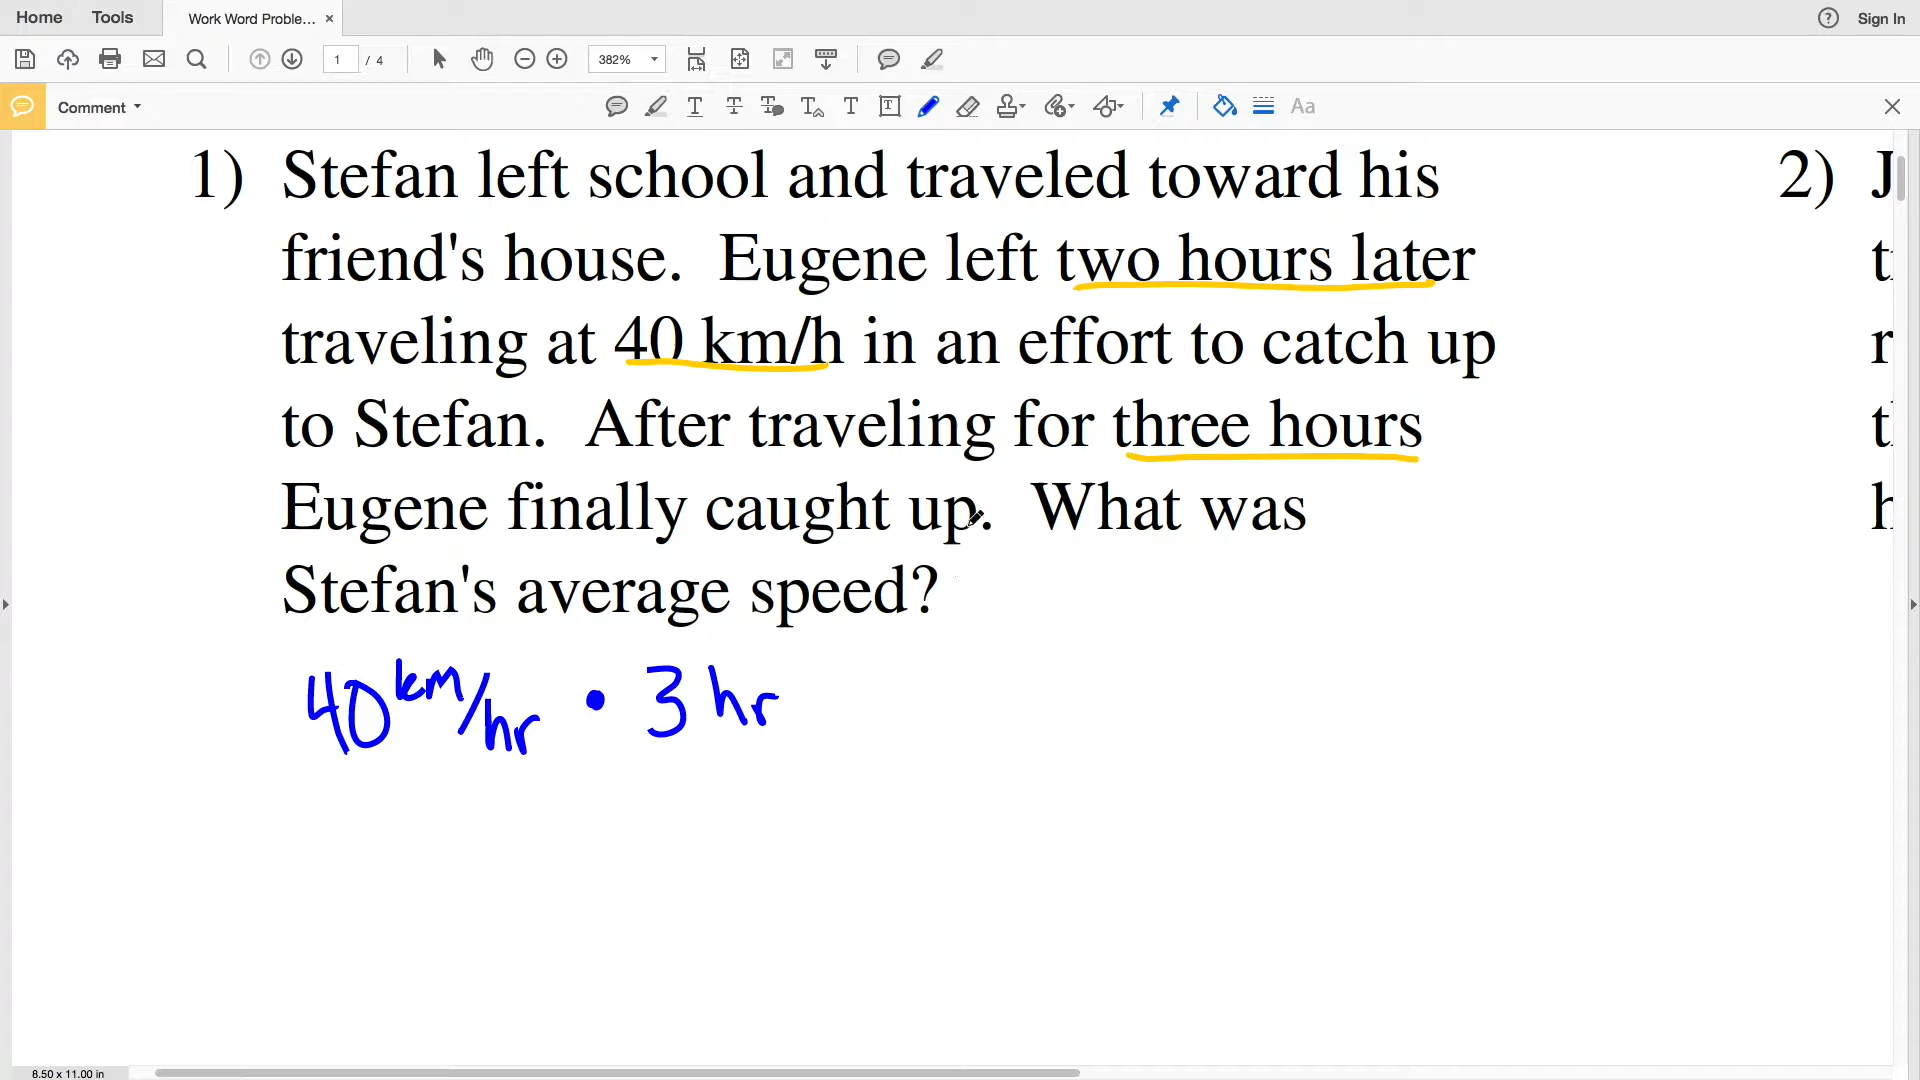 Home Tools Work Word Proble... × Sign In
1 / 4 382%
Comment Aa
1) Stefan left school and traveled toward his
friend's house. Eugene left two hours later
traveling at 40 km/h in an effort to catch up
to Stefan. After traveling for three hours
Eugene finally caught up. What was
Stefan's average speed?
40 km/hr • 3 hr
2) J
8.50 x 11.00 in